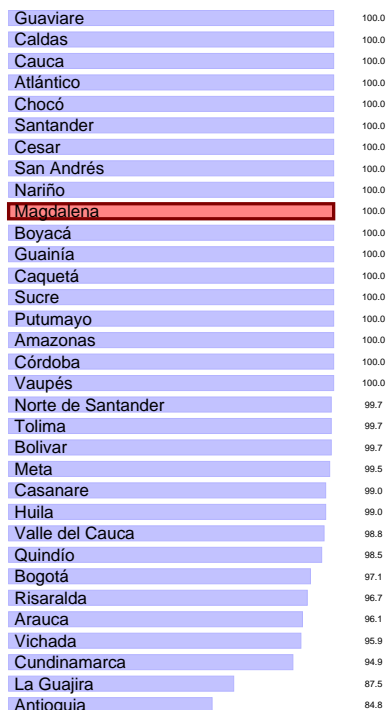 Guaviare 100.0
Caldas 100.0
Cauca 100.0
Atlántico 100.0
Chocó 100.0
Santander 100.0
Cesar 100.0
San Andrés 100.0
Nariño 100.0
Magdalena 100.0
Boyacá 100.0
Guainía 100.0
Caquetá 100.0
Sucre 100.0
Putumayo 100.0
Amazonas 100.0
Córdoba 100.0
Vaupés 100.0
Norte de Santander 99.7
Tolima 99.7
Bolivar 99.7
Meta 99.5
Casanare 99.0
Huila 99.0
Valle del Cauca 98.8
Quindío 98.5
Bogotá 97.1
Risaralda 96.7
Arauca 96.1
Vichada 95.9
Cundinamarca 94.9
La Guajira 87.5
Antioquia 84.8